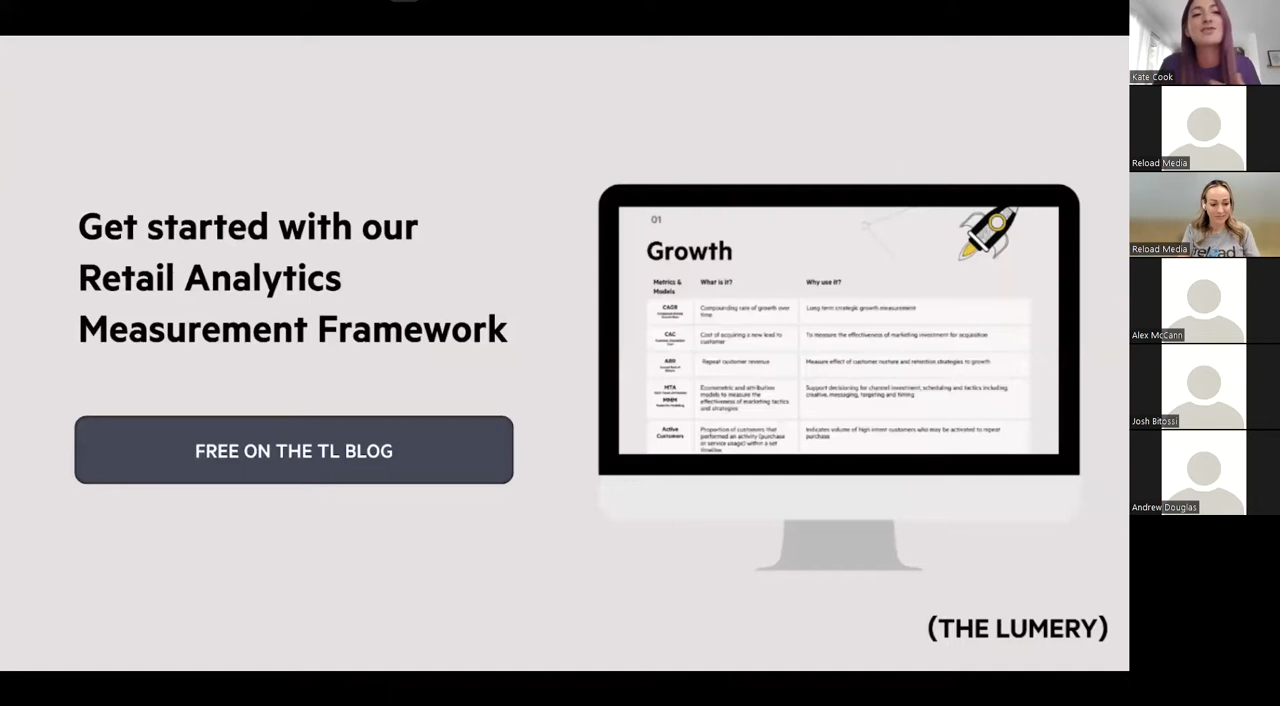 Get started with our
Retail Analytics
Measurement Framework
FREE ON THE TL BLOG
01
Growth
Metrics &
Models
What is it?
Why use it?
CAGR
Compounding rate of growth over
time
Long term strategic growth measurement
CAC
Cost of acquiring a new lead to
customer
To measure the effectiveness of marketing investment for acquisition
Repeat customer revenue
Measure effect of customer nurture and retention strategies to growth
MTA
MMM
Econometric and attribution
models to measure the
effectiveness of marketing tactics
and strategies
Support decisioning for channel investment, scheduling and tactics including
creative, messaging, targeting and timing
Active
Customers
Proportion of customers that
performed an activity (purchase
or service usage) within a set
timeline
Indicates volume of high intent customers who may be activated to repeat
purchase
(THE LUMERY)
Kate Cook
Reload Media
Reload Media
Alex McCann
Josh Bitossi
Andrew Douglas